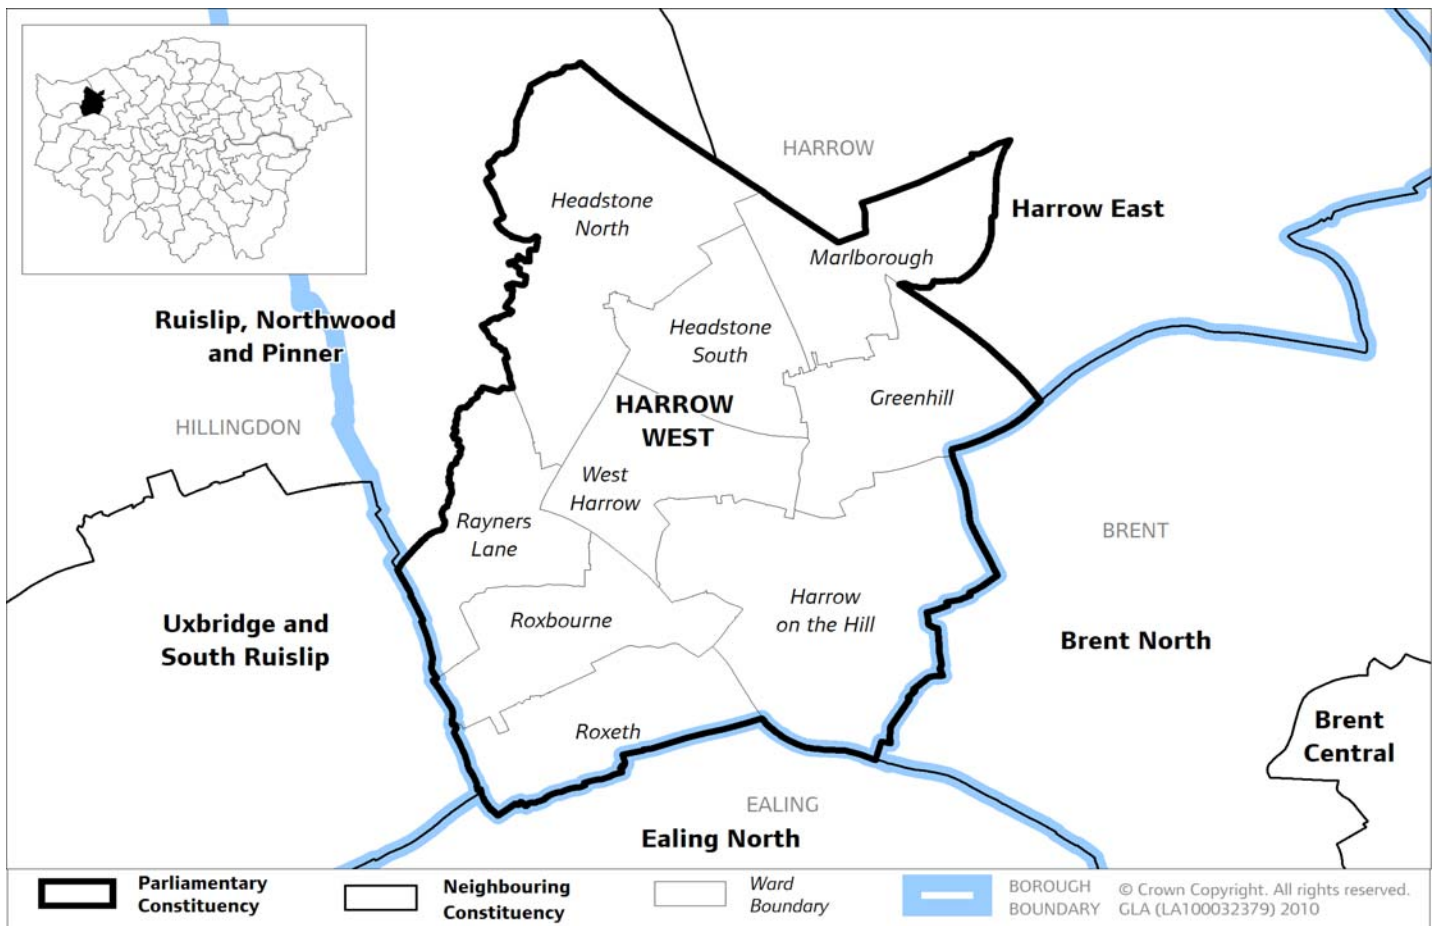 HARROW
Headstone
North
Harrow East
Marlborough
Ruislip, Northwood
and Pinner
Headstone
South
Greenhill
HARROW
WEST
HILLINGDON
West
Harrow
Rayners
Lane
BRENT
Harrow
on the Hill
Roxbourne
Uxbridge and
South Ruislip
Brent North
Roxeth
Brent
Central
EALING
Ealing North
Parliamentary
Constituency
Neighbouring
Constituency
Ward
Boundary
BOROUGH
BOUNDARY
© Crown Copyright. All rights reserved.
GLA (LA100032379) 2010